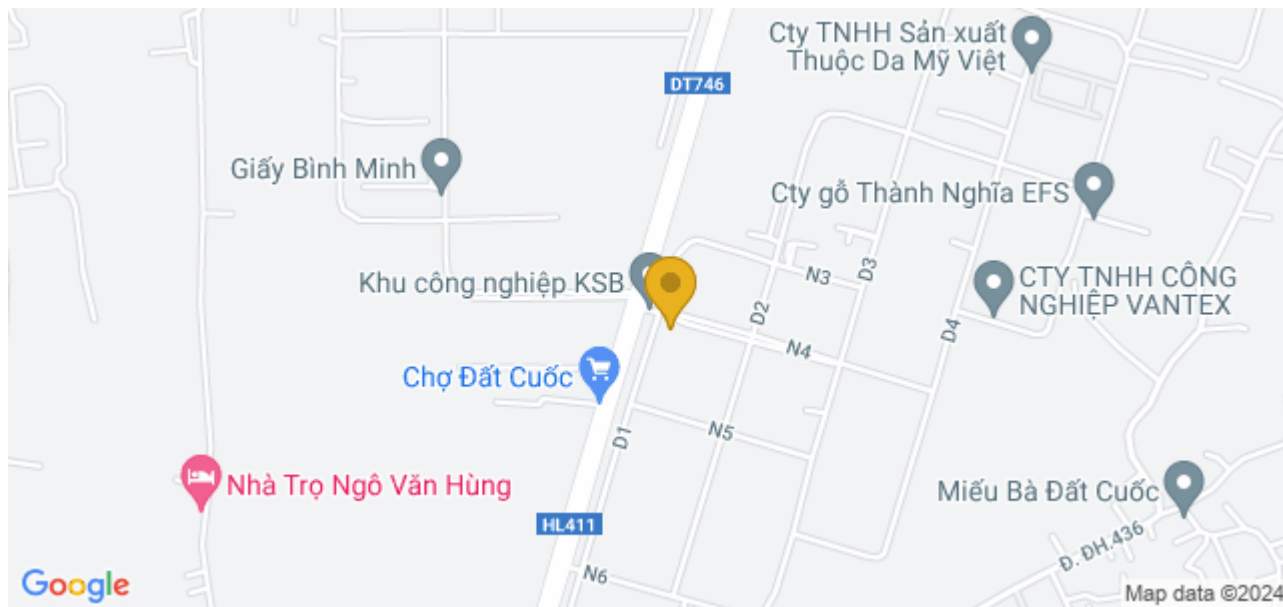 Cty TNHH Sản xuất
Thuộc Da Mỹ Việt
DT746
Giấy Bình Minh
Cty gỗ Thành Nghĩa EFS
Khu công nghiệp KSB
N3
D3
D2
CTY TNHH CÔNG
NGHIỆP VANTEX
D4
N4
Chợ Đất Cuốc
D1
N5
Nhà Trọ Ngô Văn Hùng
Miếu Bà Đất Cuốc
HL411
Đ. ĐH.436
N6
Google
Map data ©2024